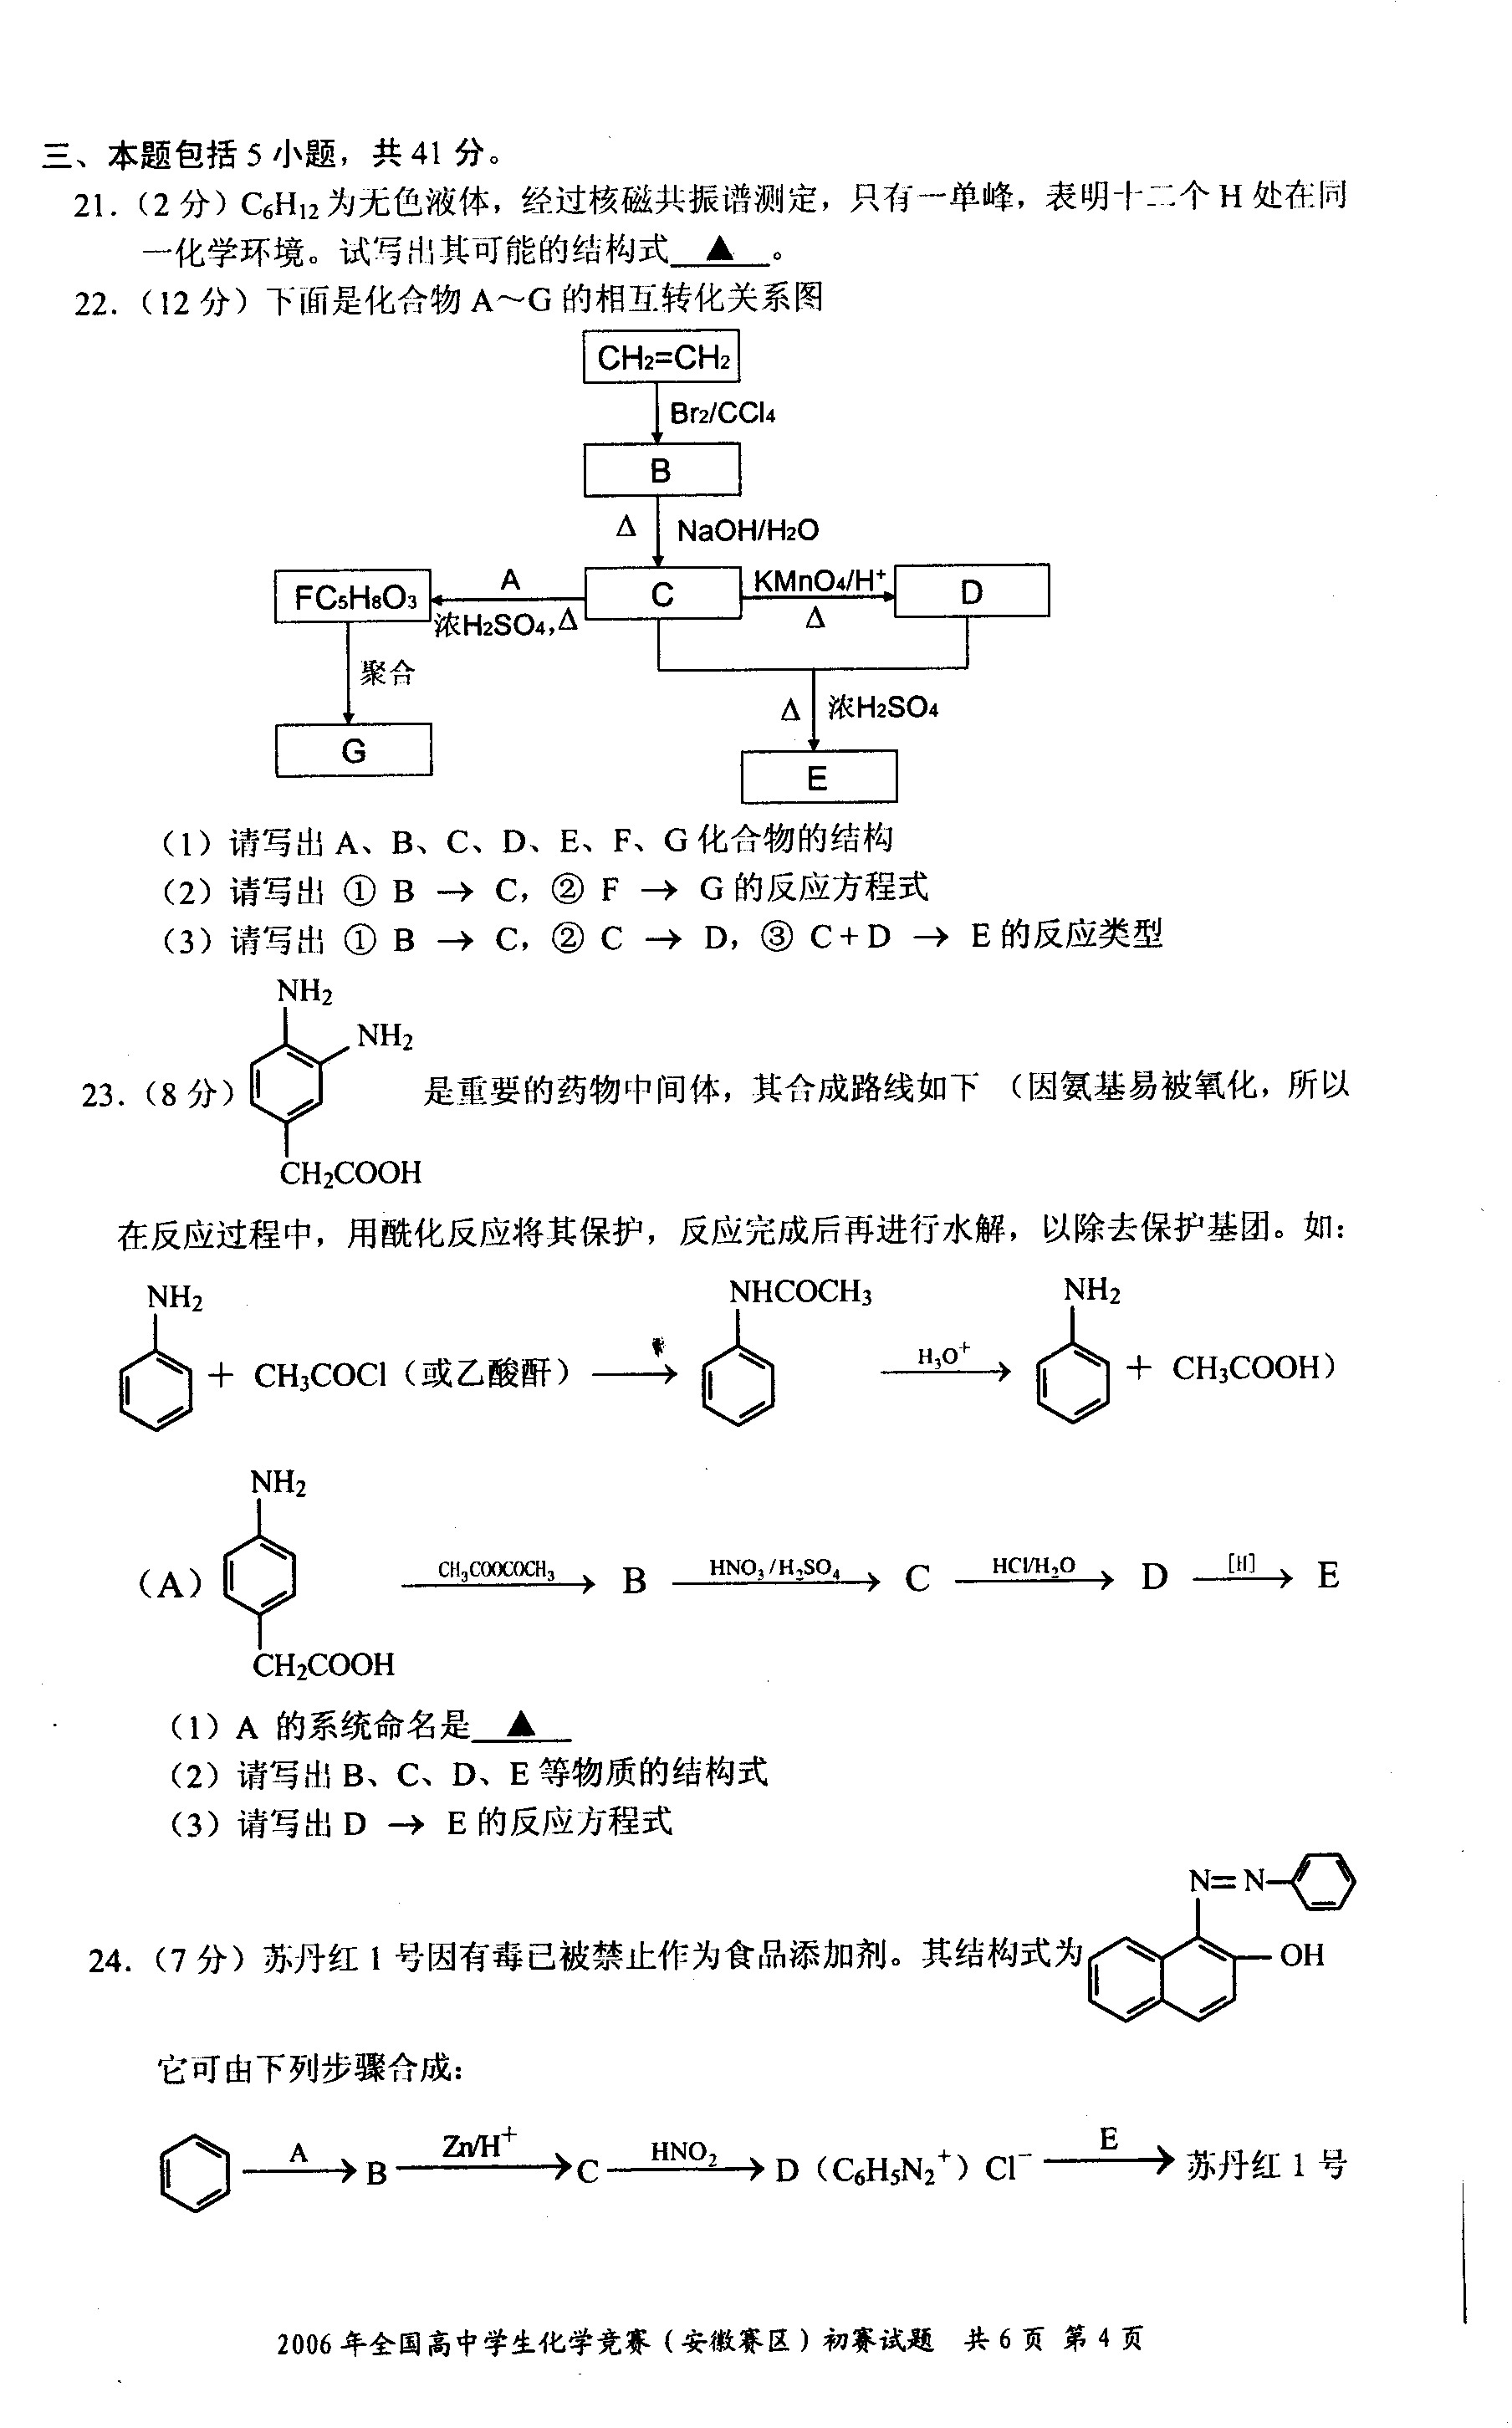 三、本题包括5小题，共41分。
21.（2分）C₆H₁₂为无色液体，经过核磁共振谱测定，只有一单峰，表明十二个H处在同
一化学环境。试写出其可能的结构式 ▲ 。
22.（12分）下面是化合物A～G的相互转化关系图
CH₂=CH₂
Br₂/CCl₄
B
Δ NaOH/H₂O
FC₅H₈O₃
A
浓H₂SO₄,Δ
C
KMnO₄/H⁺
Δ
D
聚合
Δ 浓H₂SO₄
G
E
（1）请写出A、B、C、D、E、F、G化合物的结构
（2）请写出 ① B → C，② F → G的反应方程式
（3）请写出 ① B → C，② C → D，③ C+D → E的反应类型
NH₂
NH₂
23.（8分） 是重要的药物中间体，其合成路线如下 （因氨基易被氧化，所以
CH₂COOH
在反应过程中，用酰化反应将其保护，反应完成后再进行水解，以除去保护基团。如：
NH₂ NHCOCH₃ NH₂
+ CH₃COCl（或乙酸酐） → H₃O⁺ → + CH₃COOH）
NH₂
（A） CH₃COOCOCH₃ → B HNO₃/H₂SO₄ → C HCl/H₂O → D [H] → E
CH₂COOH
（1）A 的系统命名是 ▲
（2）请写出B、C、D、E等物质的结构式
（3）请写出D → E的反应方程式
N=N
24.（7分）苏丹红1号因有毒已被禁止作为食品添加剂。其结构式为 OH
它可由下列步骤合成：
A → B Zn/H⁺ → C HNO₂ → D（C₆H₅N₂⁺）Cl⁻ E → 苏丹红1号
2006年全国高中学生化学竞赛（安徽赛区）初赛试题 共6页 第4页